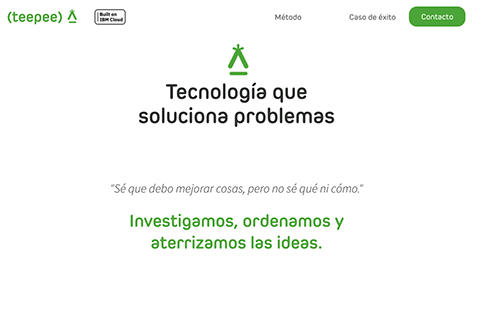 (teepee)
Built on
IBM Cloud
Método
Caso de éxito
Contacto
Tecnología que
soluciona problemas
"Sé que debo mejorar cosas, pero no sé qué ni cómo."
Investigamos, ordenamos y
aterrizamos las ideas.